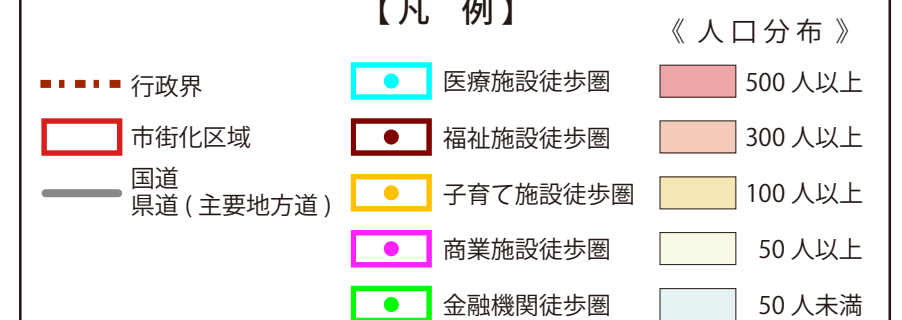 【凡 例】
行政界
市街化区域
国道
県道 ( 主要地方道 )
医療施設徒歩圏
福祉施設徒歩圏
子育て施設徒歩圏
商業施設徒歩圏
金融機関徒歩圏
《 人口分布 》
500 人以上
300 人以上
100 人以上
50 人以上
50 人未満